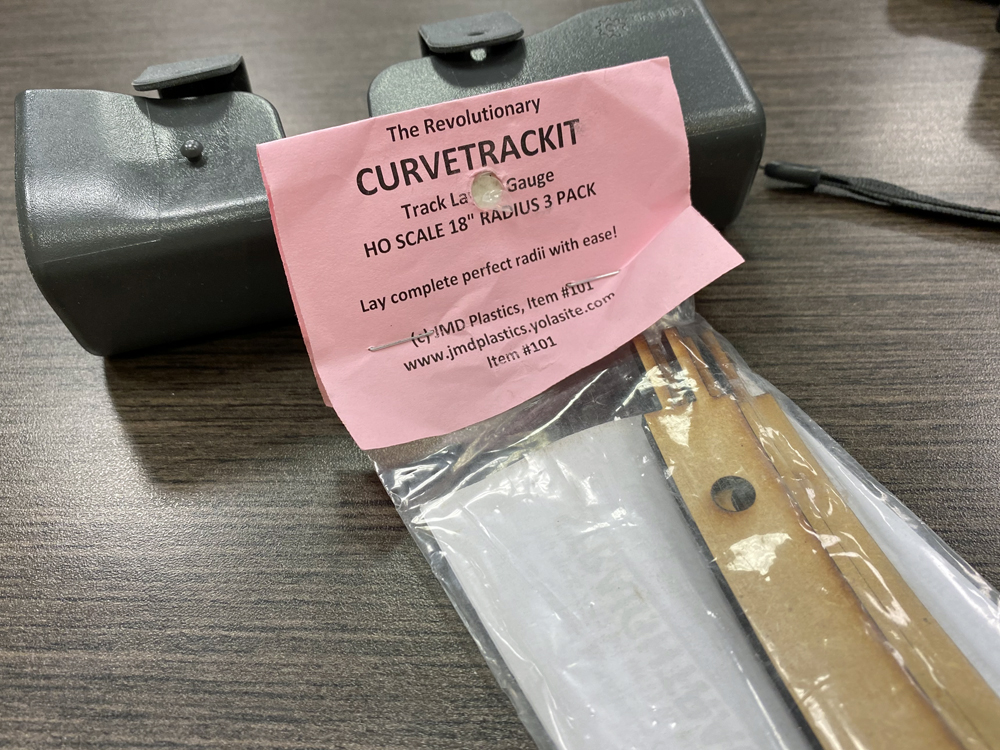 The Revolutionary
CURVETRACKIT
Track Gauge
HO SCALE 18" RADIUS 3 PACK
Lay complete perfect radii with ease!
(c) JMD Plastics, Item #101
www.jmdplastics.yolasite.com
Item #101